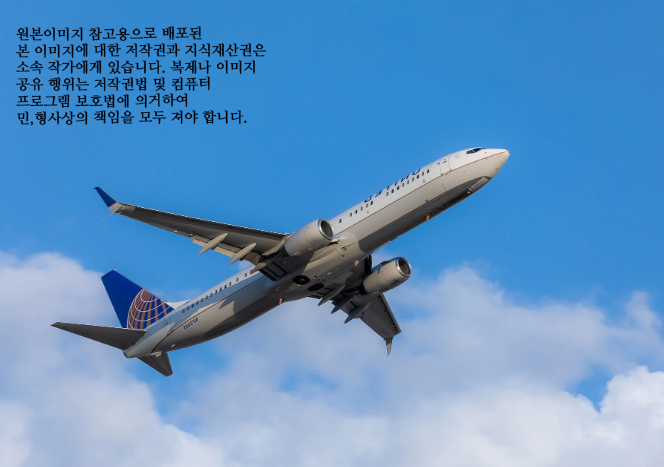 원본이미지 참고용으로 배포된
본 이미지에 대한 저작권과 지식재산권은
소속 작가에게 있습니다. 복제나 이미지
공유 행위는 저작권법 및 컴퓨터
프로그램 보호법에 의거하여
민,형사상의 책임을 모두 져야 합니다.
UNITED